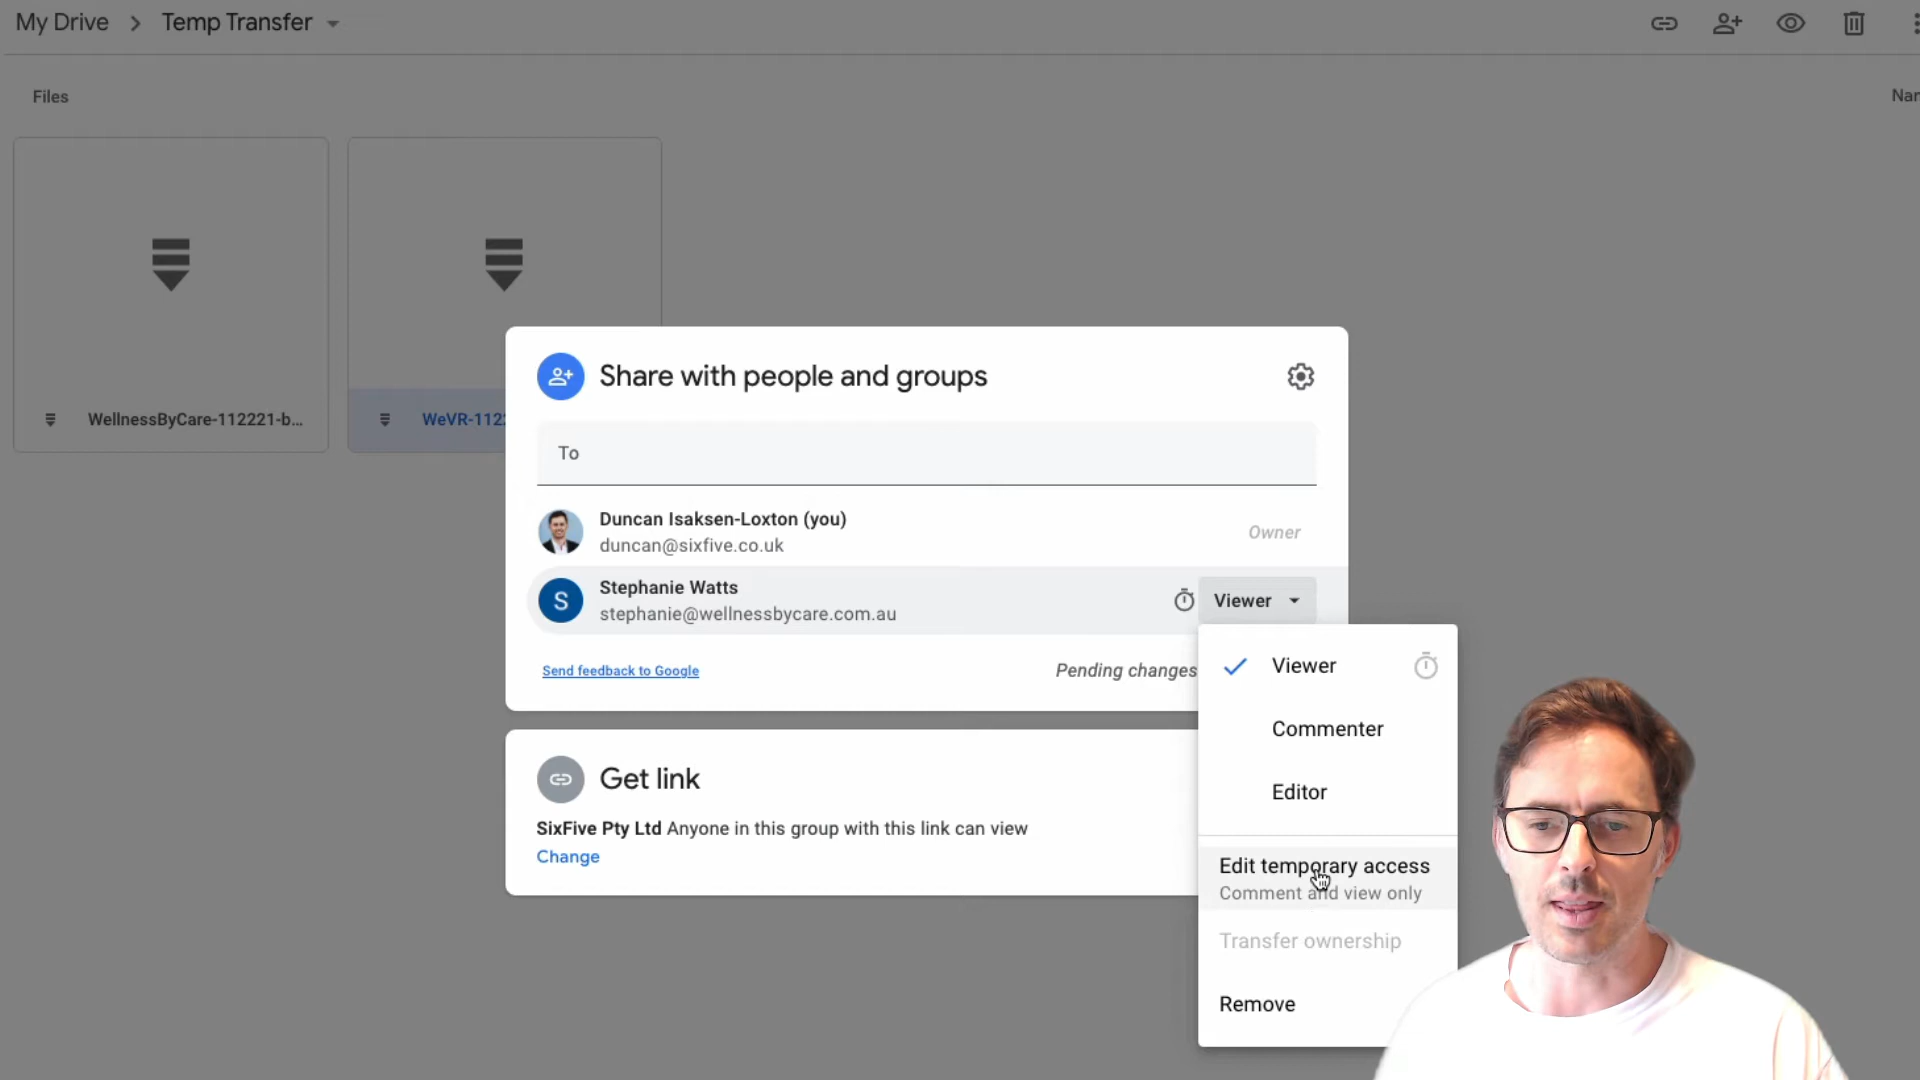 My Drive > Temp Transfer
Files
Nar
WellnessByCare-112221-b...
WeVR-112
Share with people and groups
To
Duncan Isaksen-Loxton (you)
duncan@sixfive.co.uk
Owner
S
Stephanie Watts
stephanie@wellnessbycare.com.au
Viewer
Send feedback to Google
Pending changes
Viewer
Commenter
Editor
Edit temporary access
Comment and view only
Transfer ownership
Remove
Get link
SixFive Pty Ltd Anyone in this group with this link can view
Change